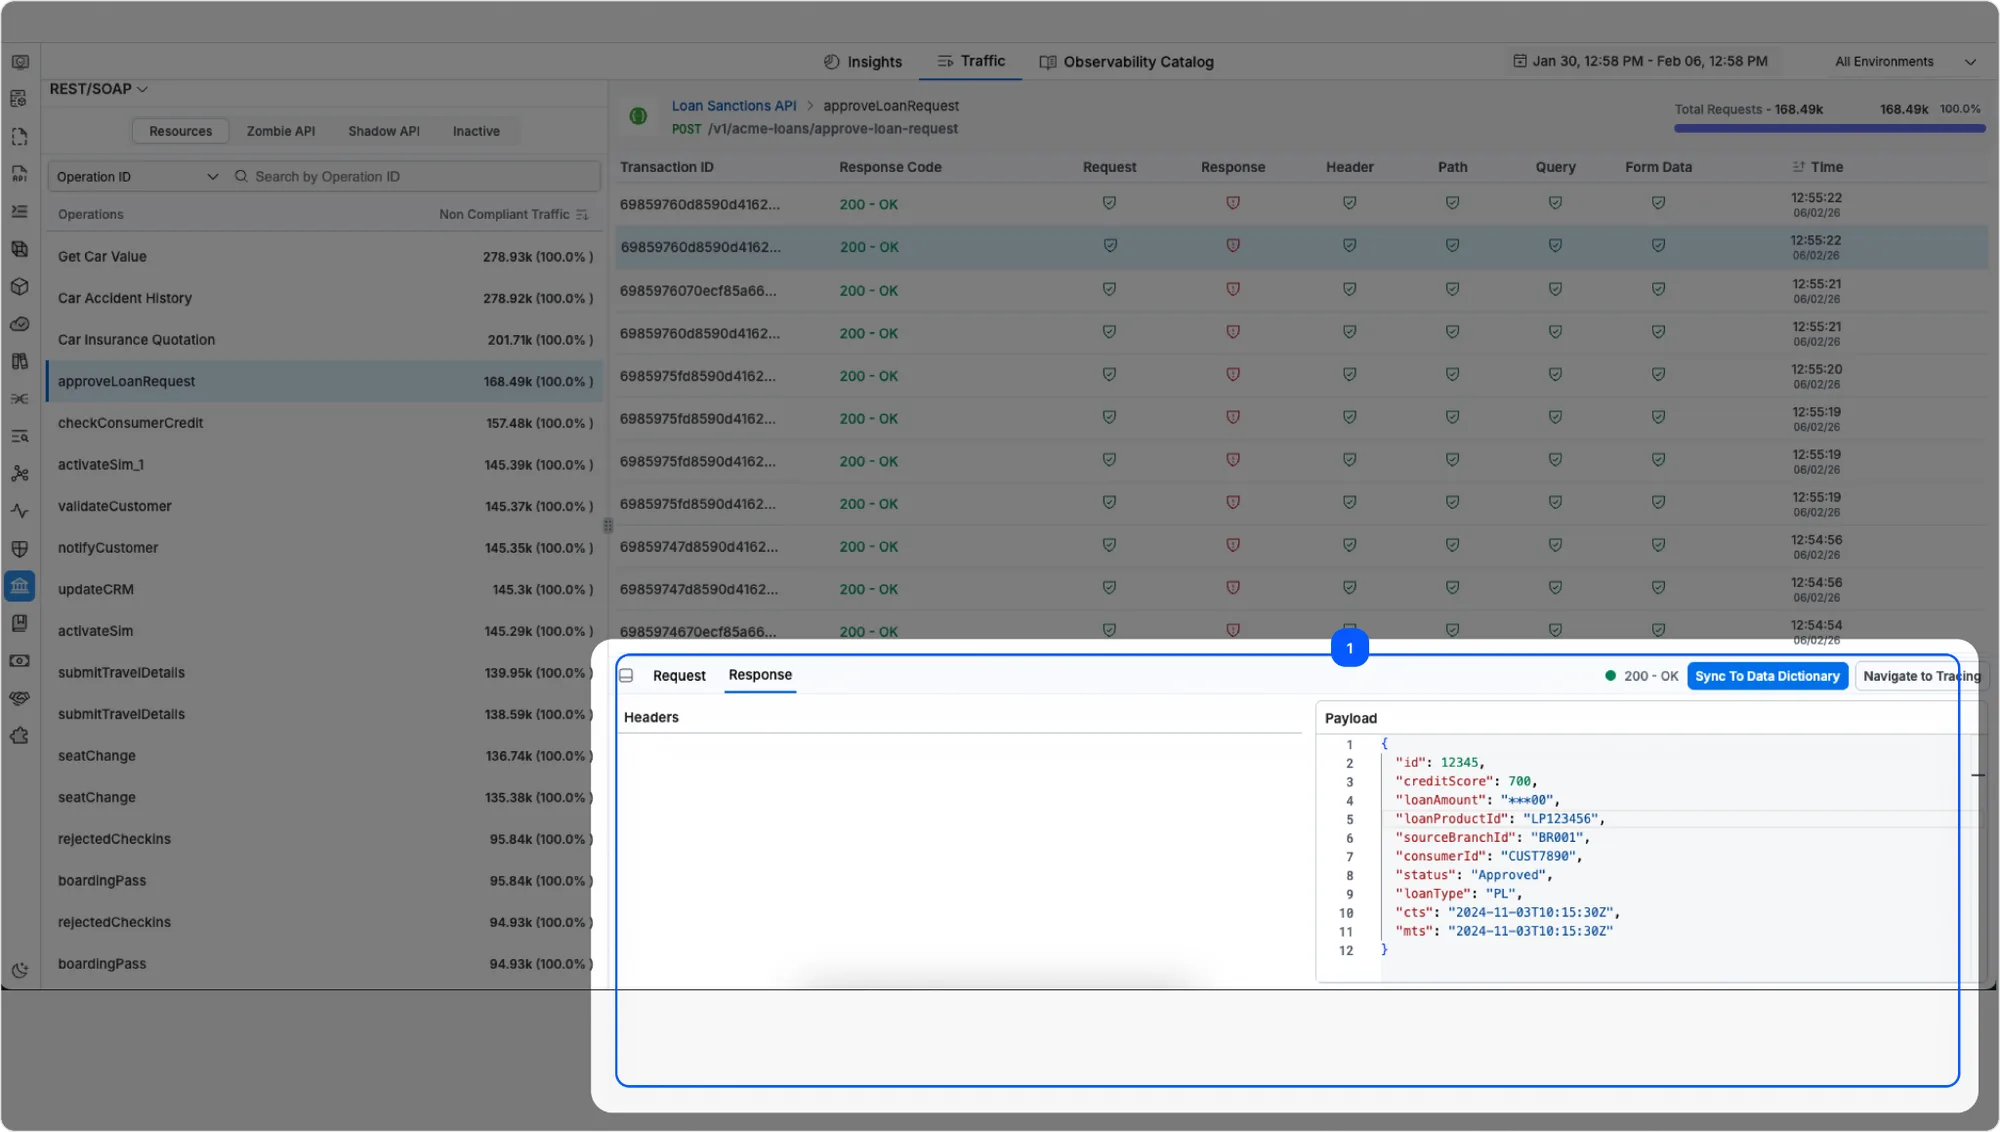 Insights
Traffic
Observability Catalog
Jan 30, 12:58 PM - Feb 06, 12:58 PM
All Environments
REST/SOAP
Resources
Zombie API
Shadow API
Inactive
Operation ID
Search by Operation ID
Operations
Non Compliant Traffic
Get Car Value 278.93k (100.0% )
Car Accident History 278.92k (100.0% )
Car Insurance Quotation 201.71k (100.0% )
approveLoanRequest 168.49k (100.0% )
checkConsumerCredit 157.48k (100.0% )
activateSim_1 145.39k (100.0% )
validateCustomer 145.37k (100.0% )
notifyCustomer 145.35k (100.0% )
updateCRM 145.3k (100.0% )
activateSim 145.29k (100.0% )
submitTravelDetails 139.95k (100.0% )
submitTravelDetails 138.59k (100.0% )
seatChange 136.74k (100.0% )
seatChange 135.38k (100.0% )
rejectedCheckins 95.84k (100.0% )
boardingPass 95.84k (100.0% )
rejectedCheckins 94.93k (100.0% )
boardingPass 94.93k (100.0% )
Loan Sanctions API > approveLoanRequest
POST /v1/acme-loans/approve-loan-request
Total Requests - 168.49k 168.49k 100.0%
Transaction ID Response Code Request Response Header Path Query Form Data Time
69859760d8590d4162... 200 - OK 12:55:22
06/02/26
69859760d8590d4162... 200 - OK 12:55:22
06/02/26
6985976070ecf85a66... 200 - OK 12:55:21
06/02/26
69859760d8590d4162... 200 - OK 12:55:21
06/02/26
6985975fd8590d4162... 200 - OK 12:55:20
06/02/26
6985975fd8590d4162... 200 - OK 12:55:19
06/02/26
6985975fd8590d4162... 200 - OK 12:55:19
06/02/26
6985975fd8590d4162... 200 - OK 12:55:19
06/02/26
69859747d8590d4162... 200 - OK 12:54:56
06/02/26
69859747d8590d4162... 200 - OK 12:54:56
06/02/26
6985974670ecf85a66... 200 - OK 12:54:54
06/02/26
1
Request
Response
200 - OK
Sync To Data Dictionary
Navigate to Tracing
Headers
Payload
1 {
2 "id": 12345,
3 "creditScore": 700,
4 "loanAmount": "***00",
5 "loanProductId": "LP123456",
6 "sourceBranchId": "BR001",
7 "consumerId": "CUST7890",
8 "status": "Approved",
9 "loanType": "PL",
10 "cts": "2024-11-03T10:15:30Z",
11 "mts": "2024-11-03T10:15:30Z"
12 }